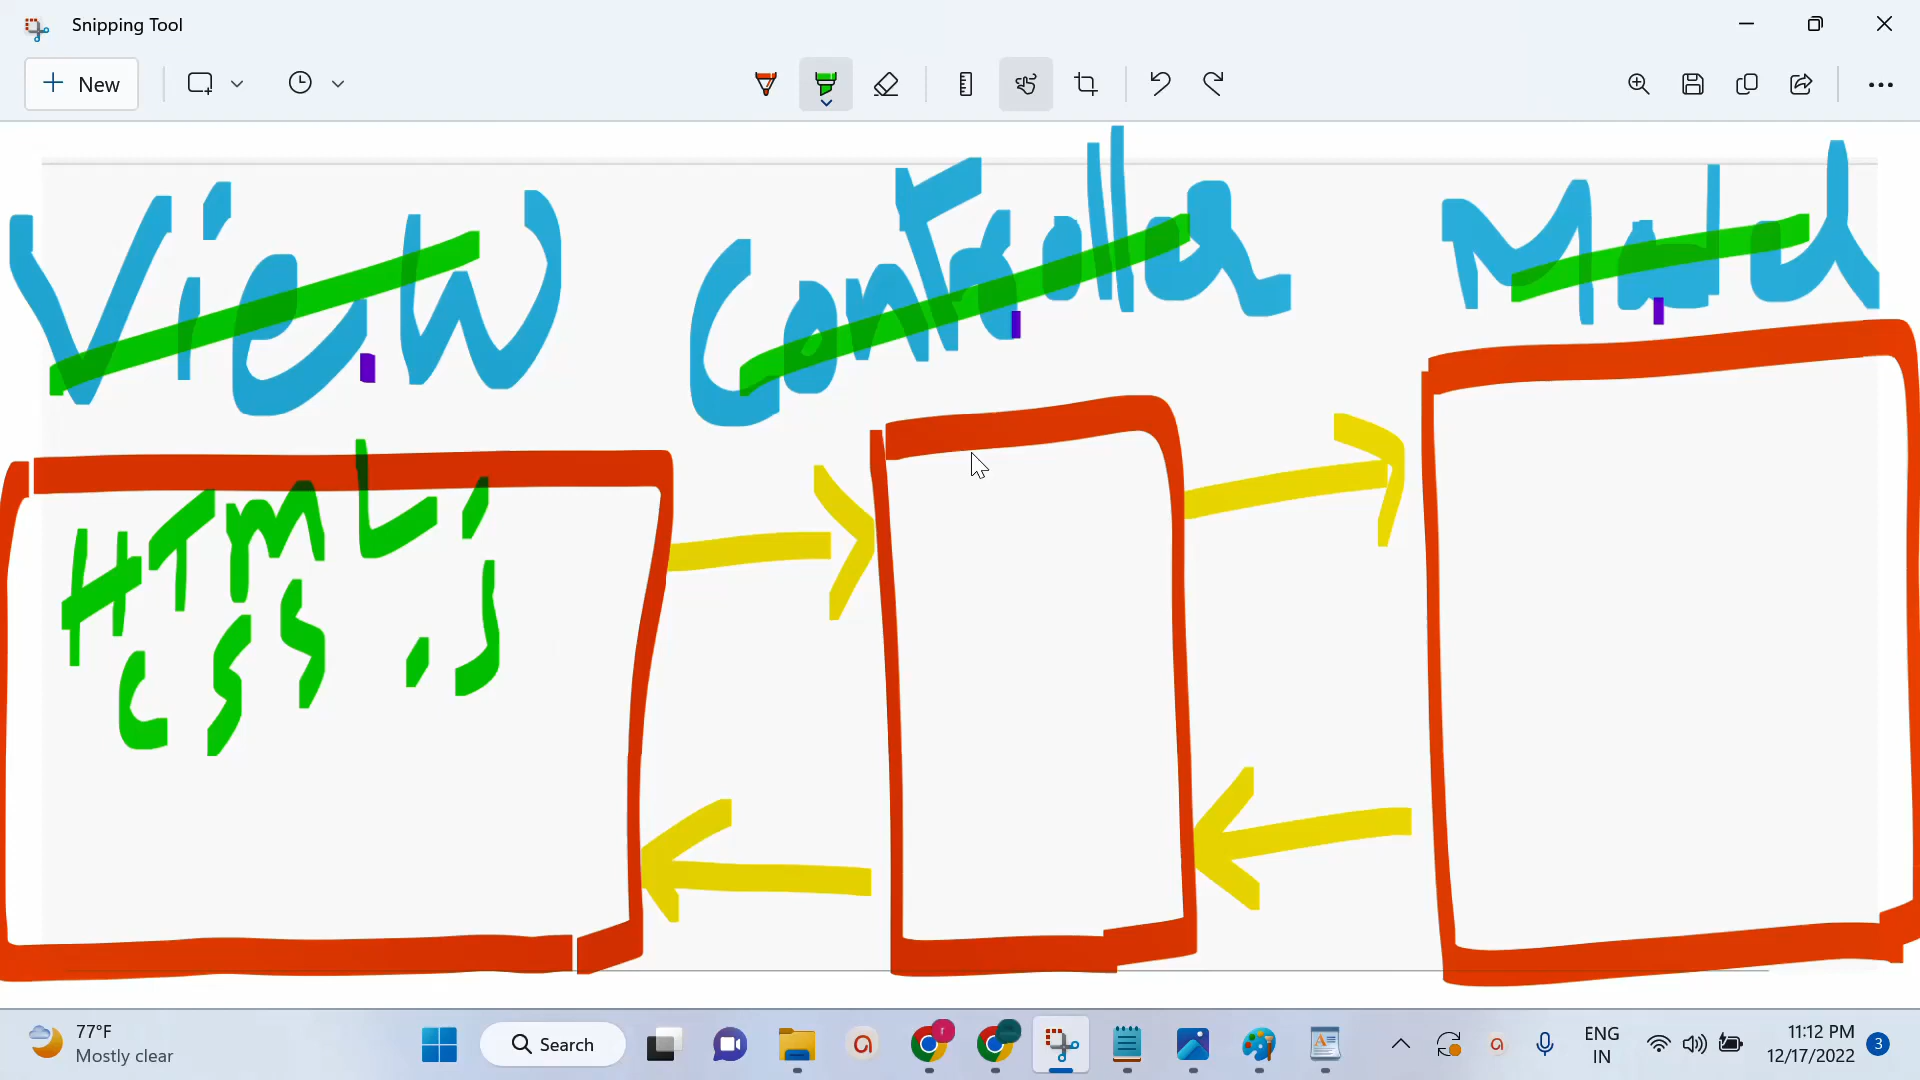 Snipping Tool
New
View Controller Model
HTML,
CSS .J
77°F
Mostly clear
Search
ENG
IN
11:12 PM
12/17/2022
3